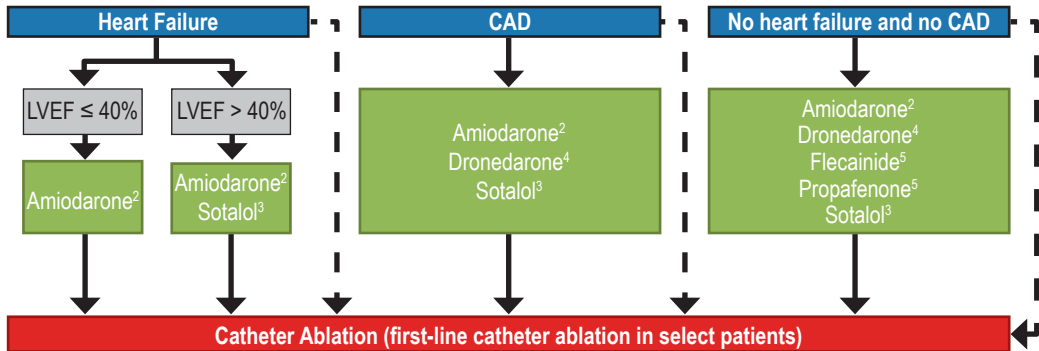 Heart Failure
CAD
No heart failure and no CAD
LVEF ≤ 40%
LVEF > 40%
Amiodarone²
Amiodarone²
Sotalol³
Amiodarone²
Dronedarone⁴
Sotalol³
Amiodarone²
Dronedarone⁴
Flecainide⁵
Propafenone⁵
Sotalol³
Catheter Ablation (first-line catheter ablation in select patients)